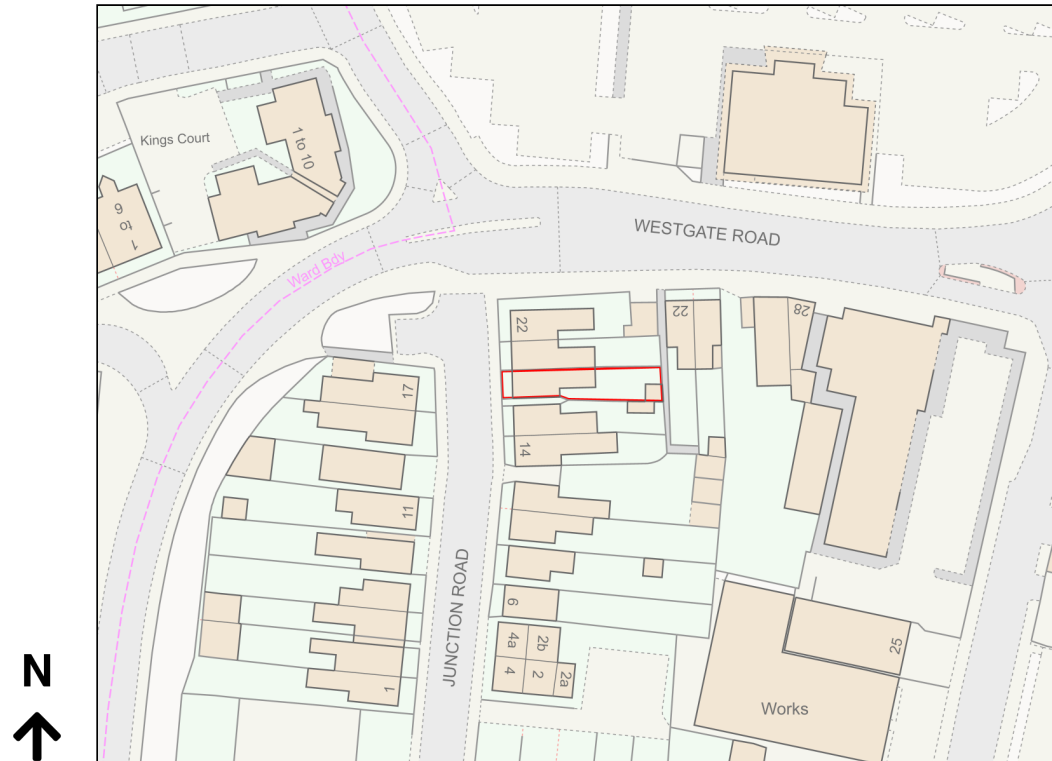 Kings Court
1 to 10
1 to 9
Ward Bdy
WESTGATE ROAD
22
22
28
17
14
11
JUNCTION ROAD
6
4a
2b
4
2
2a
1
25
Works
N